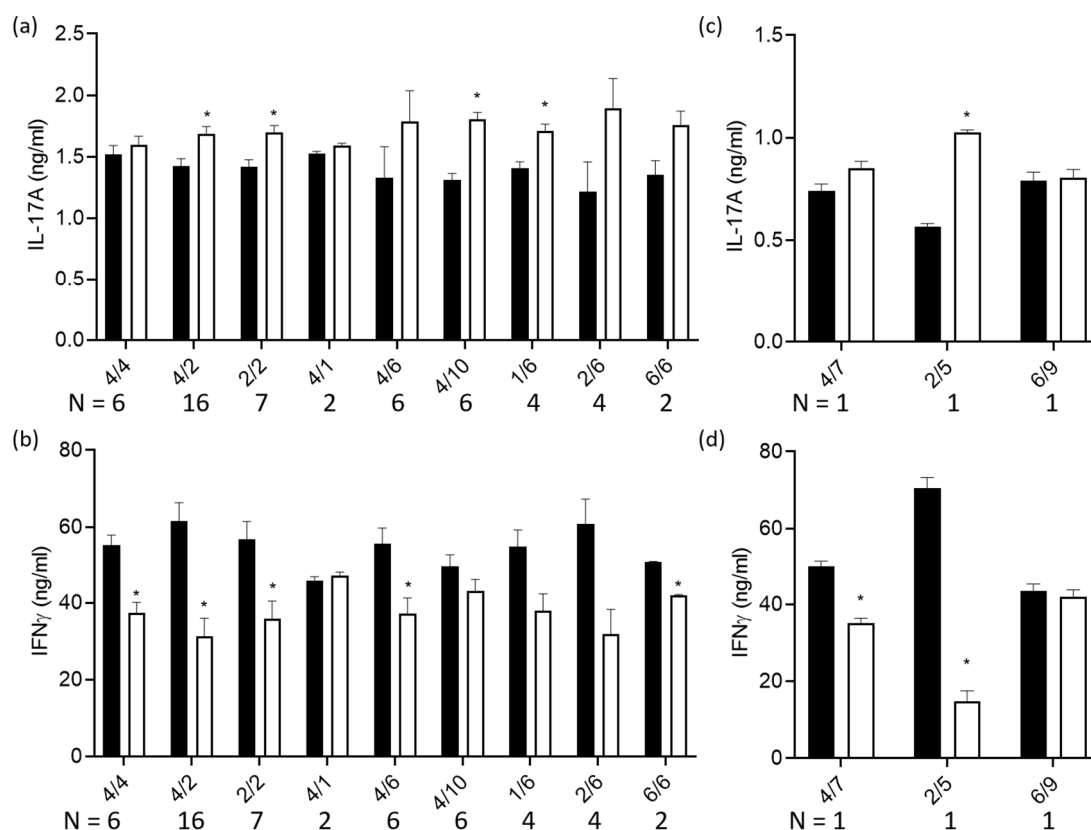 (a)
IL-17A (ng/ml)
2.5
2.0
1.5
1.0
0.5
0.0
* * * *
4/4 4/2 2/2 4/1 4/6 4/10 1/6 2/6 6/6
N = 6 16 7 2 6 6 4 4 2
(c)
IL-17A (ng/ml)
1.5
1.0
0.5
0.0
*
4/7 2/5 6/9
N = 1 1 1
(b)
IFNγ (ng/ml)
80
60
40
20
0
* * * * *
4/4 4/2 2/2 4/1 4/6 4/10 1/6 2/6 6/6
N = 6 16 7 2 6 6 4 4 2
(d)
IFNγ (ng/ml)
80
60
40
20
0
* *
4/7 2/5 6/9
N = 1 1 1